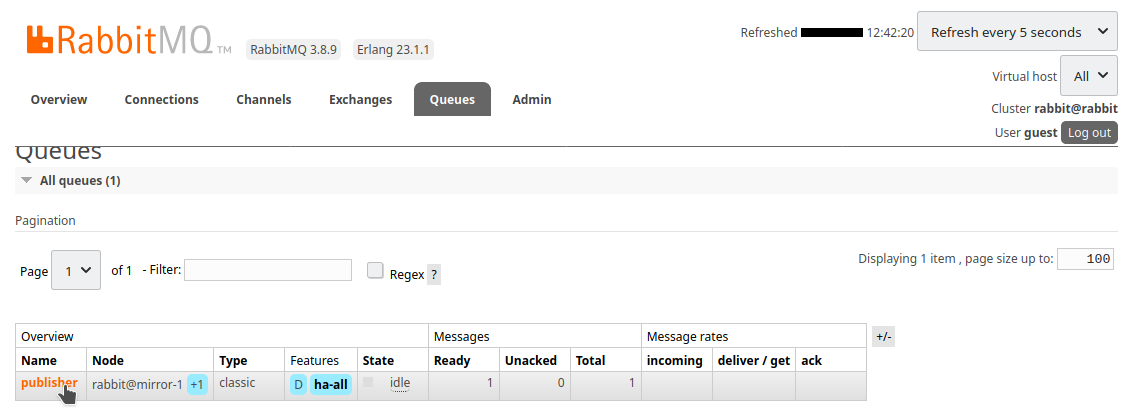 RabbitMQ TM RabbitMQ 3.8.9 Erlang 23.1.1
Refreshed 12:42:20 Refresh every 5 seconds
Virtual host All
Cluster rabbit@rabbit
User guest Log out
Overview Connections Channels Exchanges Queues Admin
Queues
All queues (1)
Pagination
Page 1 of 1 - Filter: Regex ?
Displaying 1 item , page size up to: 100
Overview Messages Message rates +/-
Name Node Type Features State Ready Unacked Total incoming deliver / get ack
publisher rabbit@mirror-1 +1 classic D ha-all idle 1 0 1